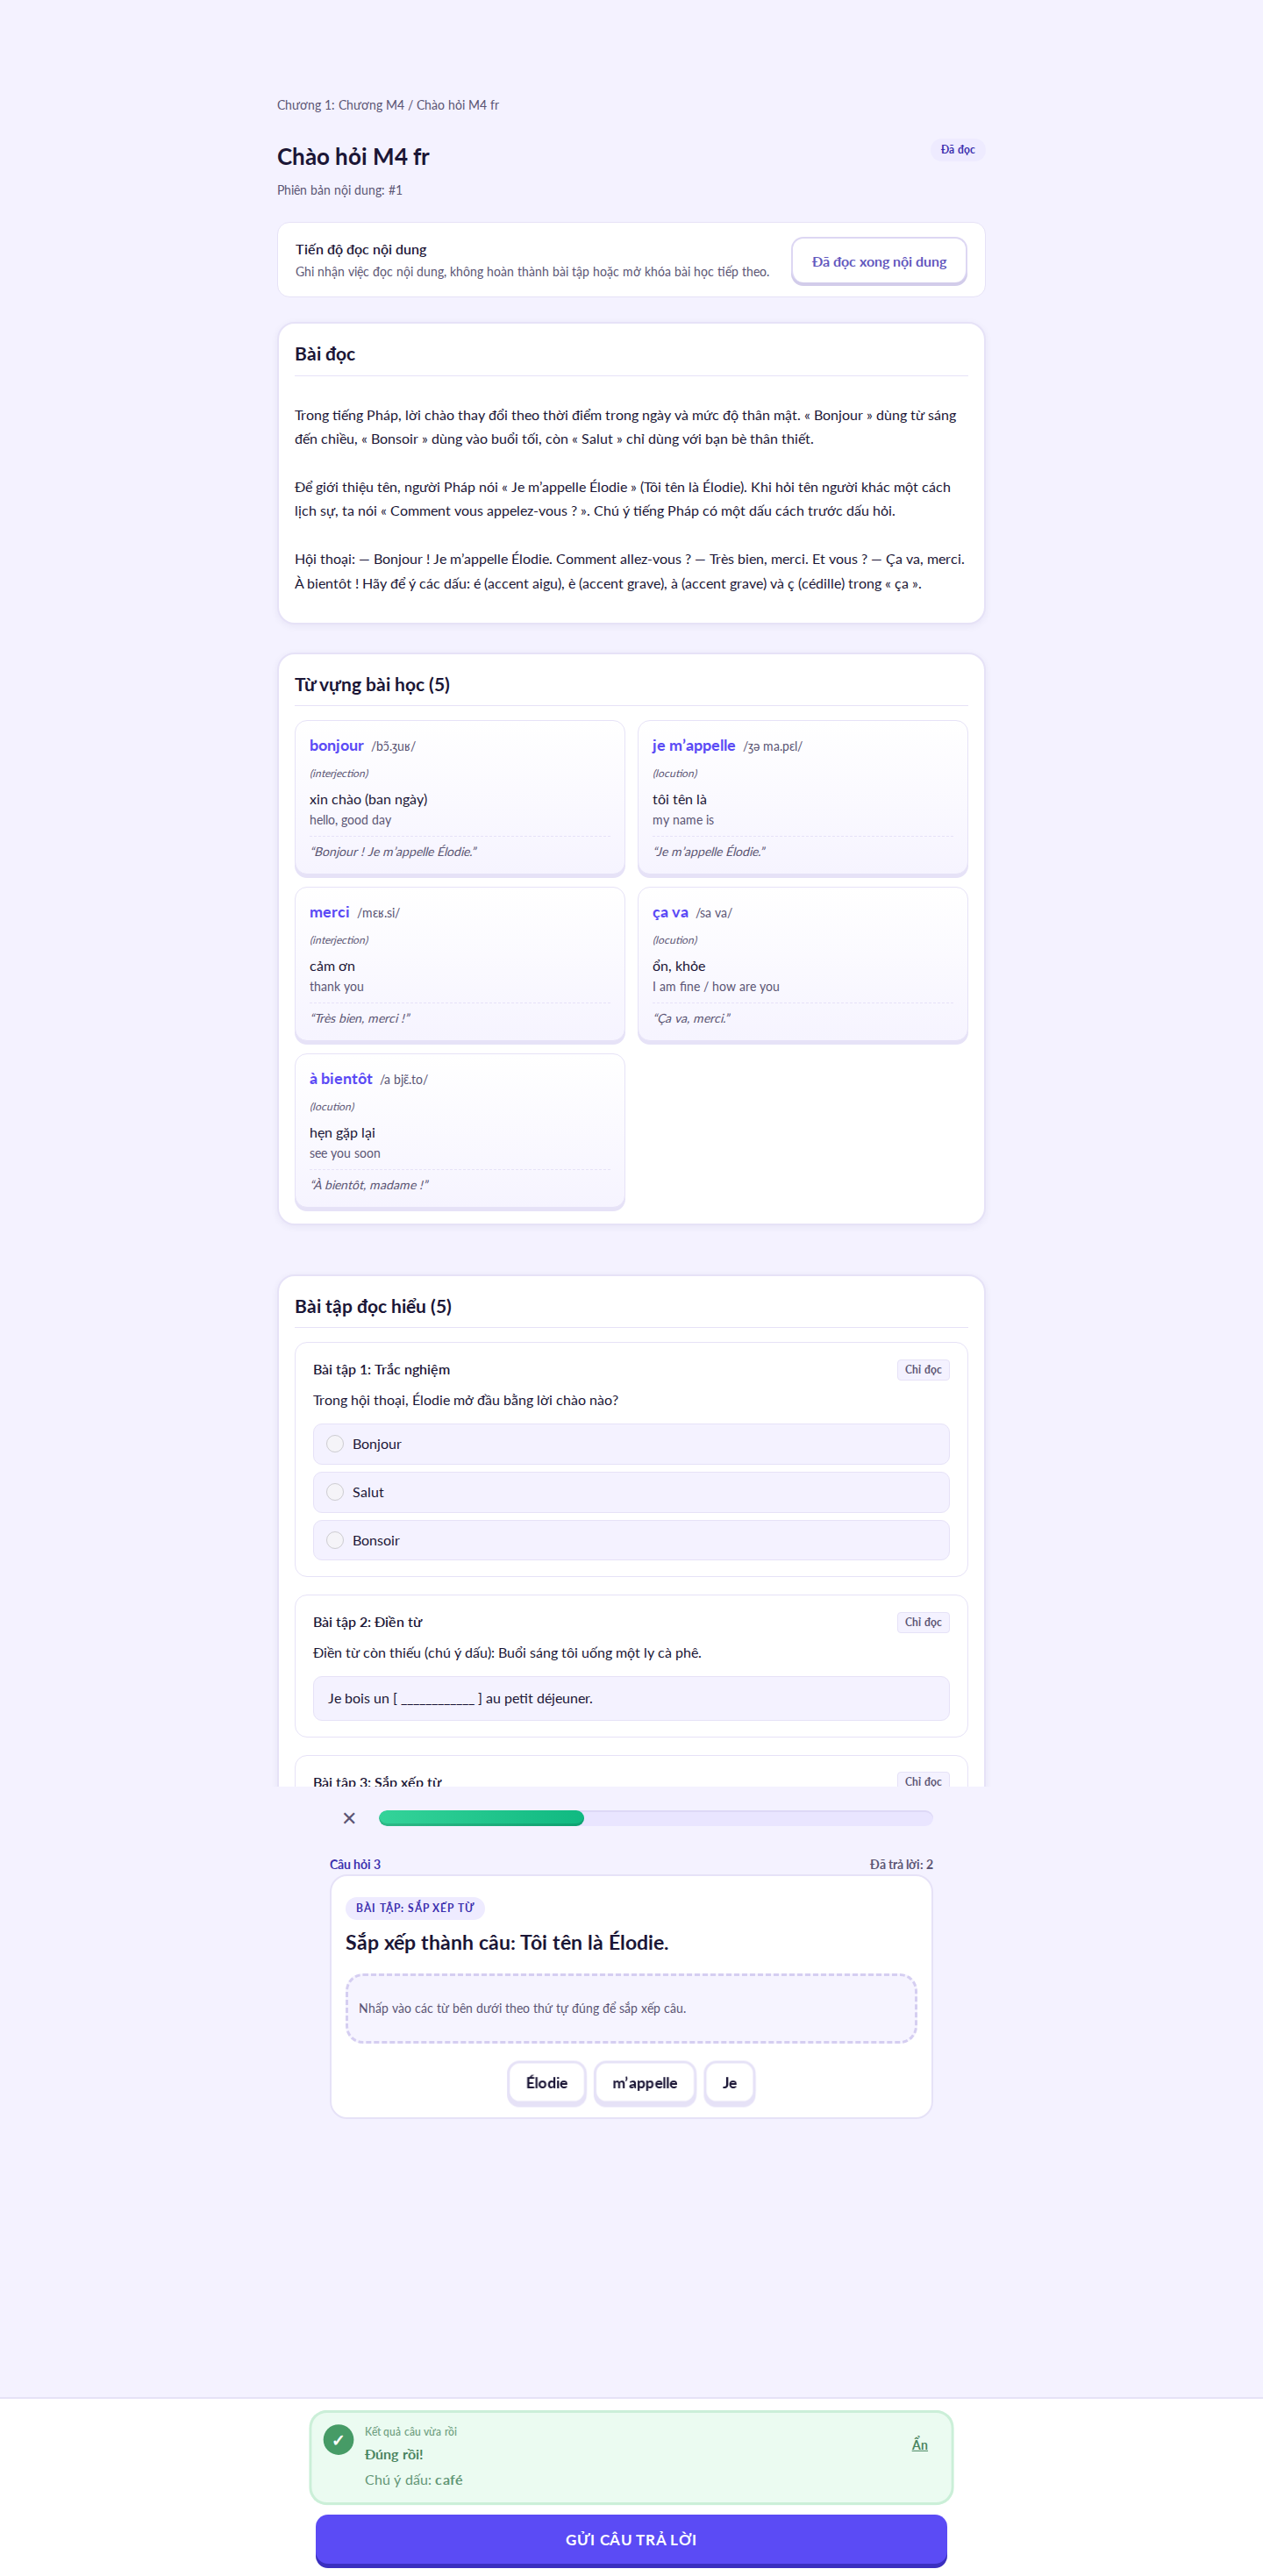 Chương 1: Chương M4 / Chào hỏi M4 fr
Chào hỏi M4 fr
Đã đọc
Phiên bản nội dung: #1
Tiến độ đọc nội dung
Ghi nhận việc đọc nội dung, không hoàn thành bài tập hoặc mở khóa bài học tiếp theo.
Đã đọc xong nội dung
Bài đọc
Trong tiếng Pháp, lời chào thay đổi theo thời điểm trong ngày và mức độ thân mật. « Bonjour » dùng từ sáng
đến chiều, « Bonsoir » dùng vào buổi tối, còn « Salut » chỉ dùng với bạn bè thân thiết.
Để giới thiệu tên, người Pháp nói « Je m’appelle Élodie » (Tôi tên là Élodie). Khi hỏi tên người khác một cách
lịch sự, ta nói « Comment vous appelez-vous ? ». Chú ý tiếng Pháp có một dấu cách trước dấu hỏi.
Hội thoại: — Bonjour ! Je m’appelle Élodie. Comment allez-vous ? — Très bien, merci. Et vous ? — Ça va, merci.
À bientôt ! Hãy để ý các dấu: é (accent aigu), è (accent grave), à (accent grave) và ç (cédille) trong « ça ».
Từ vựng bài học (5)
bonjour /bɔ̃.ʒuʁ/
(interjection)
xin chào (ban ngày)
hello, good day
“Bonjour ! Je m’appelle Élodie.”
je m’appelle /ʒə ma.pɛl/
(locution)
tôi tên là
my name is
“Je m’appelle Élodie.”
merci /mɛʁ.si/
(interjection)
cảm ơn
thank you
“Très bien, merci !”
ça va /sa va/
(locution)
ổn, khỏe
I am fine / how are you
“Ça va, merci.”
à bientôt /a bjɛ̃.to/
(locution)
hẹn gặp lại
see you soon
“À bientôt, madame !”
Bài tập đọc hiểu (5)
Bài tập 1: Trắc nghiệm
Chỉ đọc
Trong hội thoại, Élodie mở đầu bằng lời chào nào?
Bonjour
Salut
Bonsoir
Bài tập 2: Điền từ
Chỉ đọc
Điền từ còn thiếu (chú ý dấu): Buổi sáng tôi uống một ly cà phê.
Je bois un [ ____________ ] au petit déjeuner.
Bài tập 3: Sắp xếp từ
Chỉ đọc
✕
Câu hỏi 3
Đã trả lời: 2
BÀI TẬP: SẮP XẾP TỪ
Sắp xếp thành câu: Tôi tên là Élodie.
Nhấp vào các từ bên dưới theo thứ tự đúng để sắp xếp câu.
Élodie m’appelle Je
Kết quả câu vừa rồi
Đúng rồi!
Chú ý dấu: café
Ẩn
GỬI CÂU TRẢ LỜI